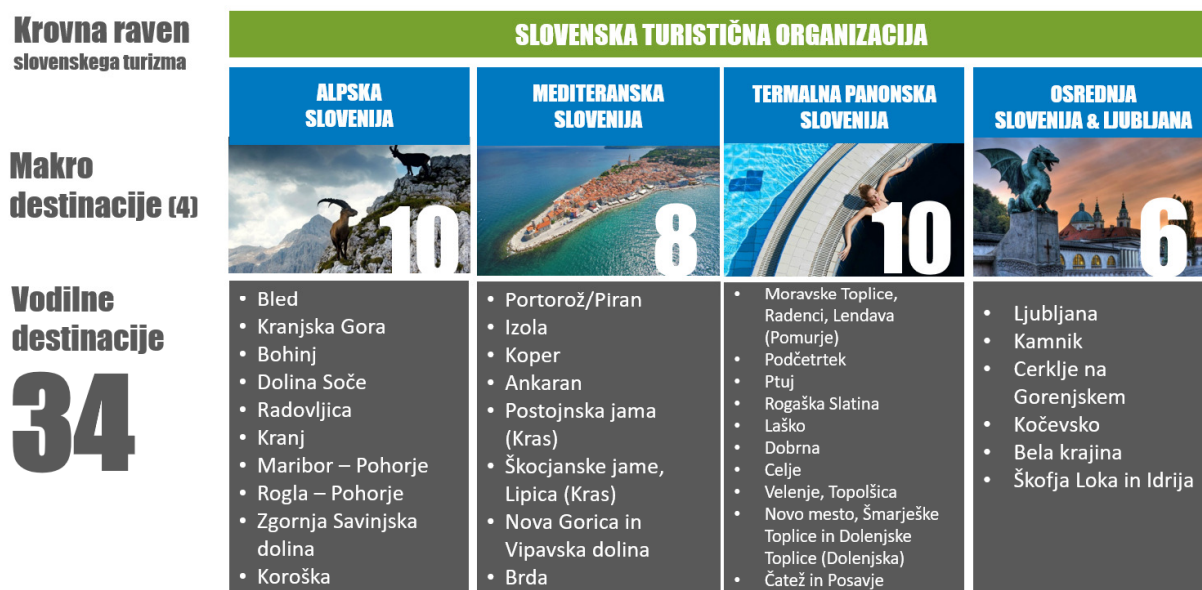 Krovna raven
slovenskega turizma
SLOVENSKA TURISTIČNA ORGANIZACIJA
Makro
destinacije (4)
ALPSKA
SLOVENIJA
10
MEDITERANSKA
SLOVENIJA
8
TERMALNA PANONSKA
SLOVENIJA
10
OSREDNJA
SLOVENIJA & LJUBLJANA
6
Vodilne
destinacije
34
• Bled
• Kranjska Gora
• Bohinj
• Dolina Soče
• Radovljica
• Kranj
• Maribor – Pohorje
• Rogla – Pohorje
• Zgornja Savinjska
dolina
• Koroška
• Portorož/Piran
• Izola
• Koper
• Ankaran
• Postojnska jama
(Kras)
• Škocjanske jame,
Lipica (Kras)
• Nova Gorica in
Vipavska dolina
• Brda
• Moravske Toplice,
Radenci, Lendava
(Pomurje)
• Podčetrtek
• Ptuj
• Rogaška Slatina
• Laško
• Dobrna
• Celje
• Velenje, Topolšica
• Novo mesto, Šmarješke
Toplice in Dolenjske
Toplice (Dolenjska)
• Čatež in Posavje
• Ljubljana
• Kamnik
• Cerklje na
Gorenjskem
• Kočevsko
• Bela krajina
• Škofja Loka in Idrija